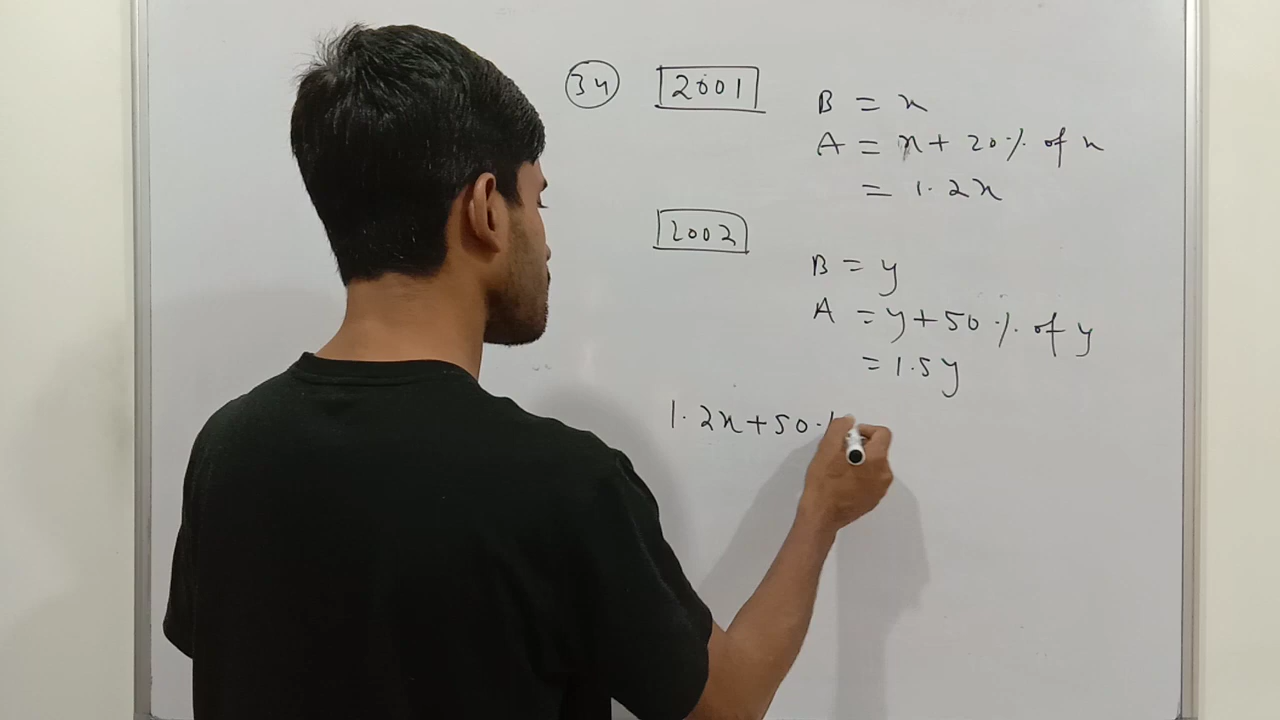 34 2001
B = x
A = x + 20% of x
= 1.2x
2002
B = y
A = y + 50% of y
= 1.5y
1.2x + 50%